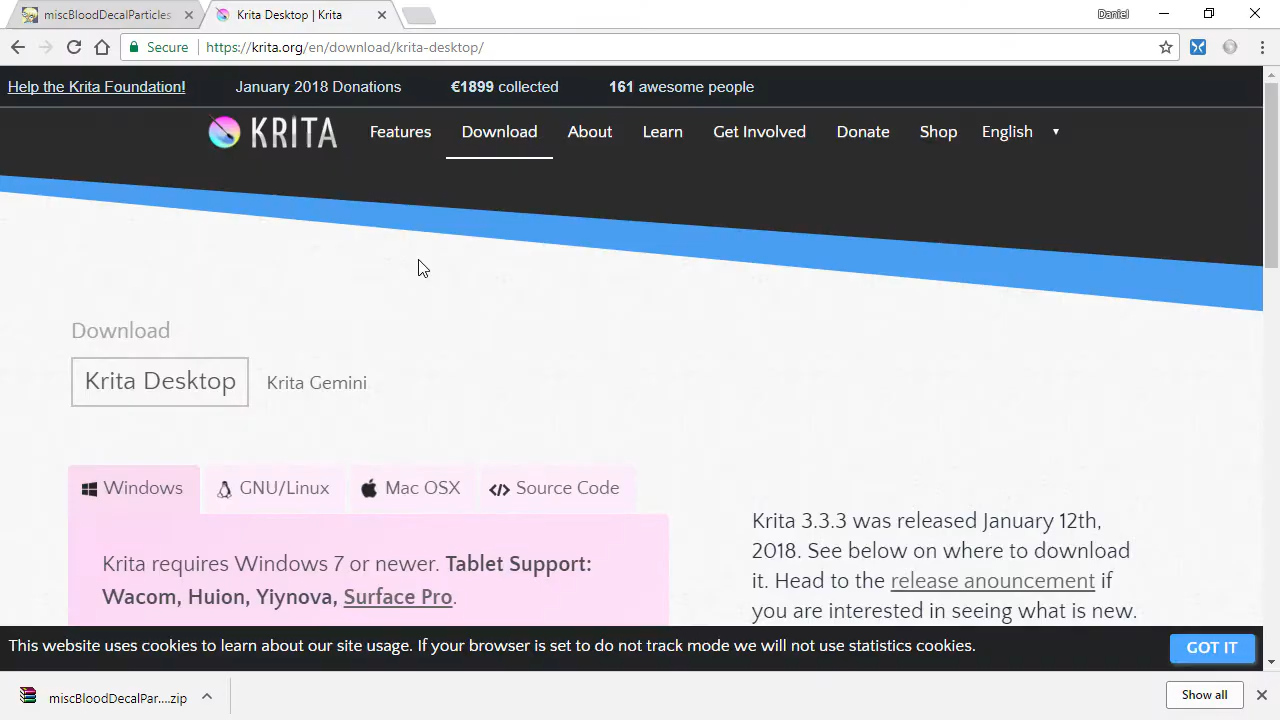 miscBloodDecalParticles
Krita Desktop | Krita
Daniel
Secure
https://krita.org/en/download/krita-desktop/
Help the Krita Foundation!
January 2018 Donations
€1899 collected
161 awesome people
KRITA
Features
Download
About
Learn
Get Involved
Donate
Shop
English
Download
Krita Desktop
Krita Gemini
Windows
GNU/Linux
Mac OSX
Source Code
Krita requires Windows 7 or newer. Tablet Support:
Wacom, Huion, Yiynova, Surface Pro.
Krita 3.3.3 was released January 12th,
2018. See below on where to download
it. Head to the release anouncement if
you are interested in seeing what is new.
This website uses cookies to learn about our site usage. If your browser is set to do not track mode we will not use statistics cookies.
GOT IT
miscBloodDecalPar....zip
Show all